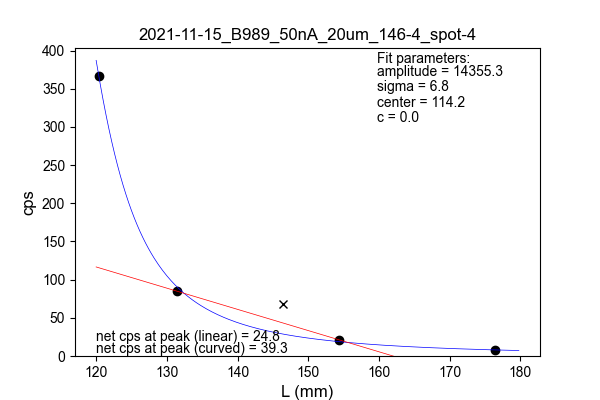 2021-11-15_B989_50nA_20um_146-4_spot-4
Fit parameters:
amplitude = 14355.3
sigma = 6.8
center = 114.2
c = 0.0
400
350
300
250
200
150
100
50
0
cps
net cps at peak (linear) = 24.8
net cps at peak (curved) = 39.3
120 130 140 150 160 170 180
L (mm)